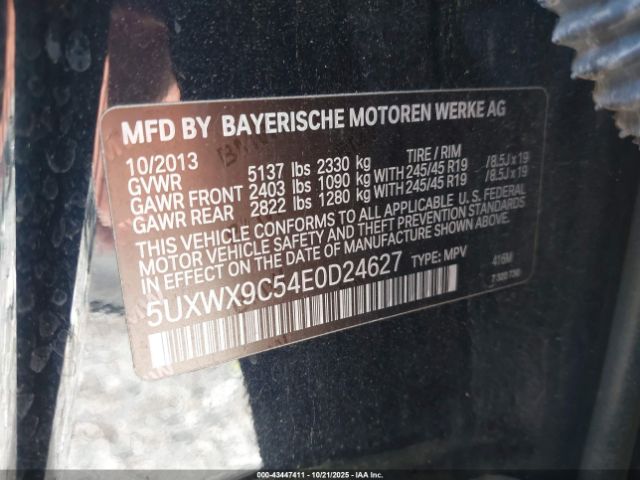 MFD BY BAYERISCHE MOTOREN WERKE AG
10/2013 TIRE / RIM
GVWR 5137 lbs 2330 kg
GAWR FRONT 2403 lbs 1090 kg WITH 245/45 R19 /8.5J x 19
GAWR REAR 2822 lbs 1280 kg WITH 245/45 R19 /8.5J x 19
THIS VEHICLE CONFORMS TO ALL APPLICABLE U. S. FEDERAL
MOTOR VEHICLE SAFETY AND THEFT PREVENTION STANDARDS
IN EFFECT ON THE DATE OF MANUFACTURE SHOWN ABOVE.
5UXWX9C54E0D24627 TYPE: MPV 416M
000-43447411 - 10/21/2025 - IAAI.COM